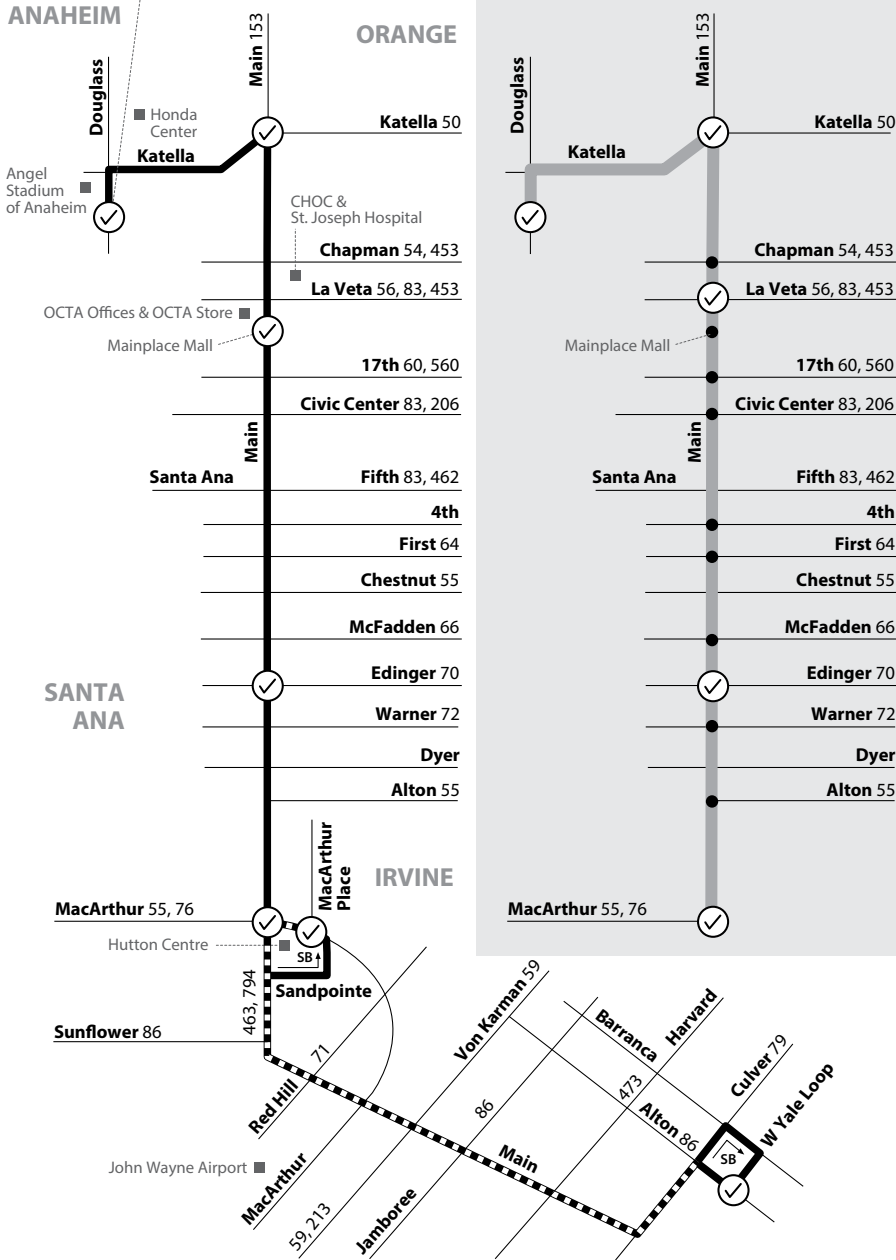 ANAHEIM
ORANGE
Main 153
Douglass
Honda
Center
Katella 50
Katella
Angel
Stadium
of Anaheim
CHOC &
St. Joseph Hospital
Chapman 54, 453
La Veta 56, 83, 453
OCTA Offices & OCTA Store
Mainplace Mall
17th 60, 560
Civic Center 83, 206
Main
Santa Ana
Fifth 83, 462
4th
First 64
Chestnut 55
McFadden 66
Edinger 70
SANTA
ANA
Warner 72
Dyer
Alton 55
MacArthur
Place
IRVINE
MacArthur 55, 76
Hutton Centre
SB
Sandpointe
463, 794
Sunflower 86
Red Hill
71
Von Karman 59
Barranca
Harvard
473
Culver 79
W Yale Loop
Alton 86
SB
86
Main
John Wayne Airport
MacArthur
59, 213
Jamboree
Main 153
Douglass
Katella 50
Katella
Chapman 54, 453
La Veta 56, 83, 453
Mainplace Mall
17th 60, 560
Civic Center 83, 206
Main
Santa Ana
Fifth 83, 462
4th
First 64
Chestnut 55
McFadden 66
Edinger 70
Warner 72
Dyer
Alton 55
MacArthur 55, 76